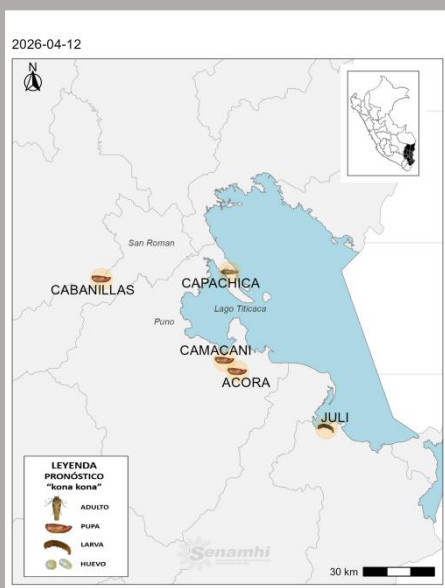 2026-04-12
N
San Roman
CABANILLAS
CAPACHICA
Lago Titicaca
Puno
CAMACANI
ACORA
JULI
LEYENDA
PRONÓSTICO
"kona kona"
ADULTO
PUPA
LARVA
HUEVO
Senamhi
30 km